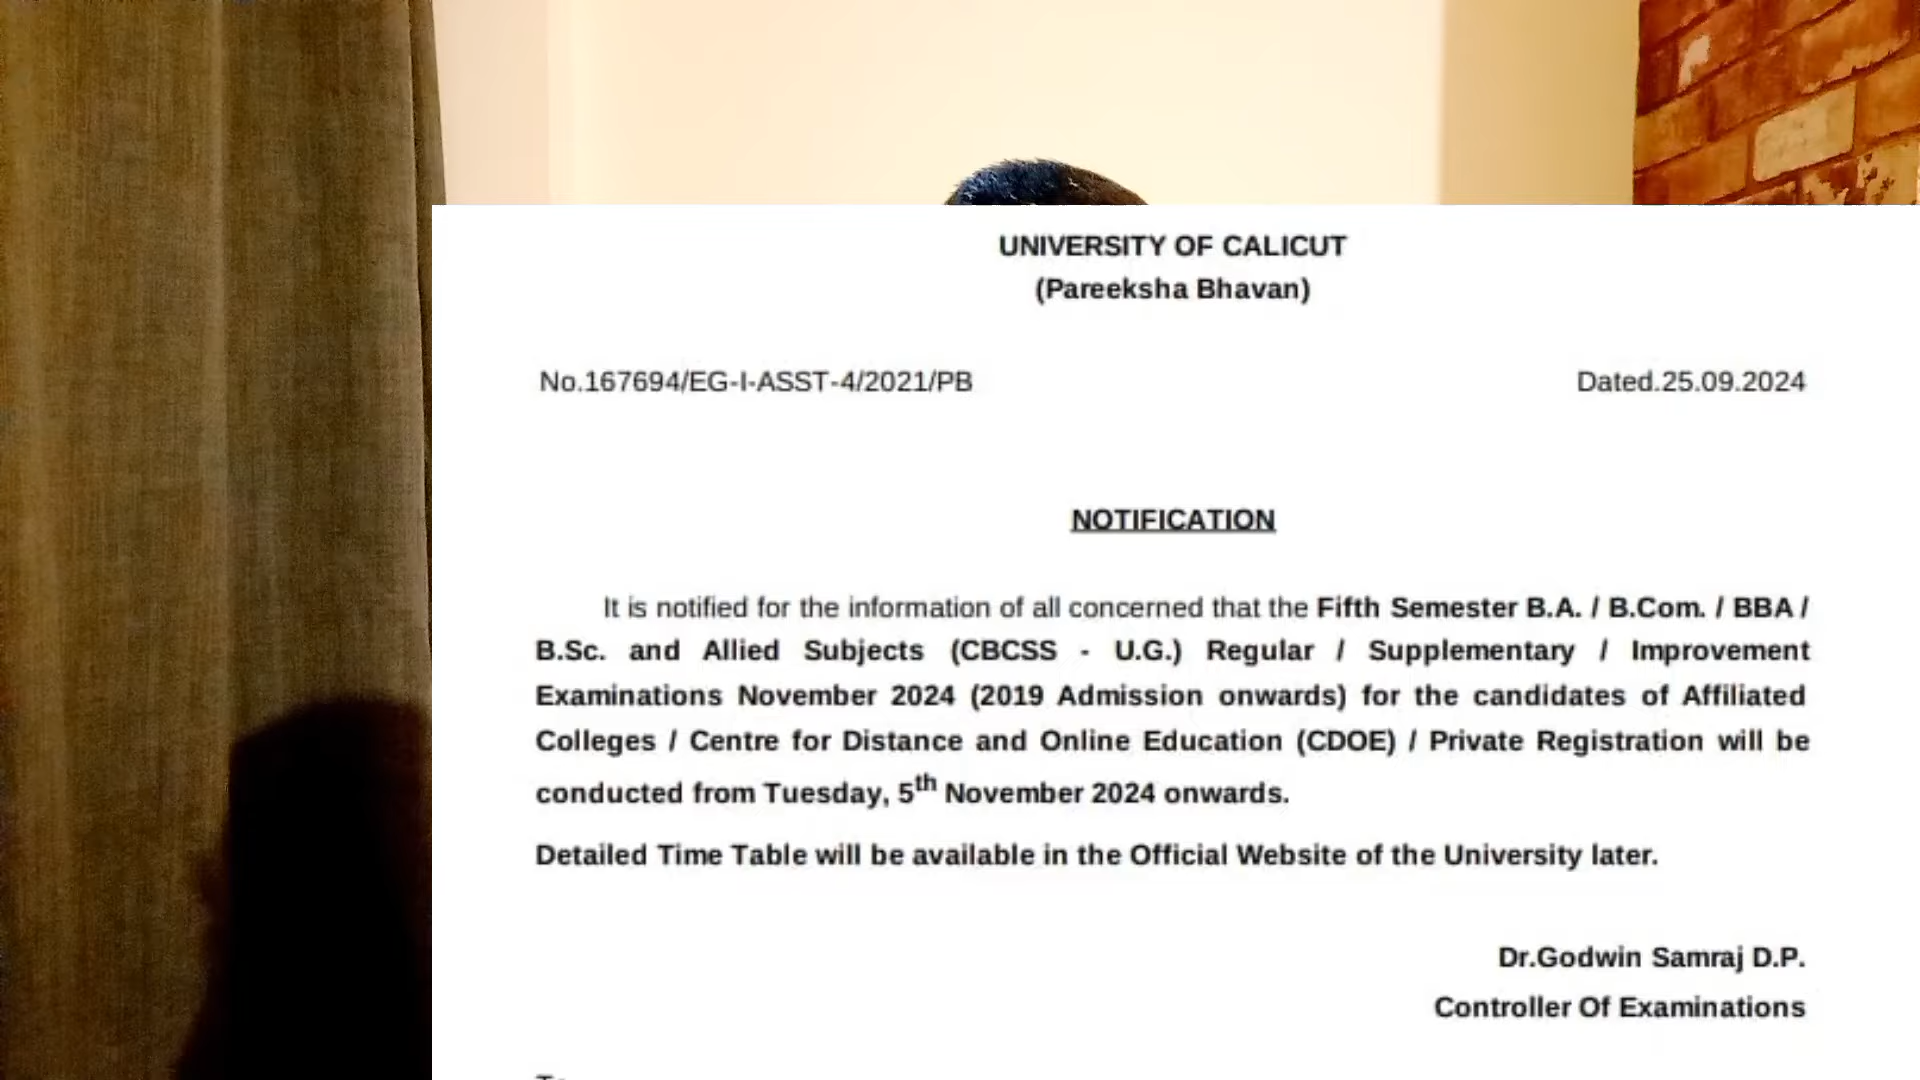 UNIVERSITY OF CALICUT
(Pareeksha Bhavan)
No.167694/EG-I-ASST-4/2021/PB Dated.25.09.2024
NOTIFICATION
It is notified for the information of all concerned that the Fifth Semester B.A. / B.Com. / BBA /
B.Sc. and Allied Subjects (CBCSS - U.G.) Regular / Supplementary / Improvement
Examinations November 2024 (2019 Admission onwards) for the candidates of Affiliated
Colleges / Centre for Distance and Online Education (CDOE) / Private Registration will be
conducted from Tuesday, 5th November 2024 onwards.
Detailed Time Table will be available in the Official Website of the University later.
Dr.Godwin Samraj D.P.
Controller Of Examinations